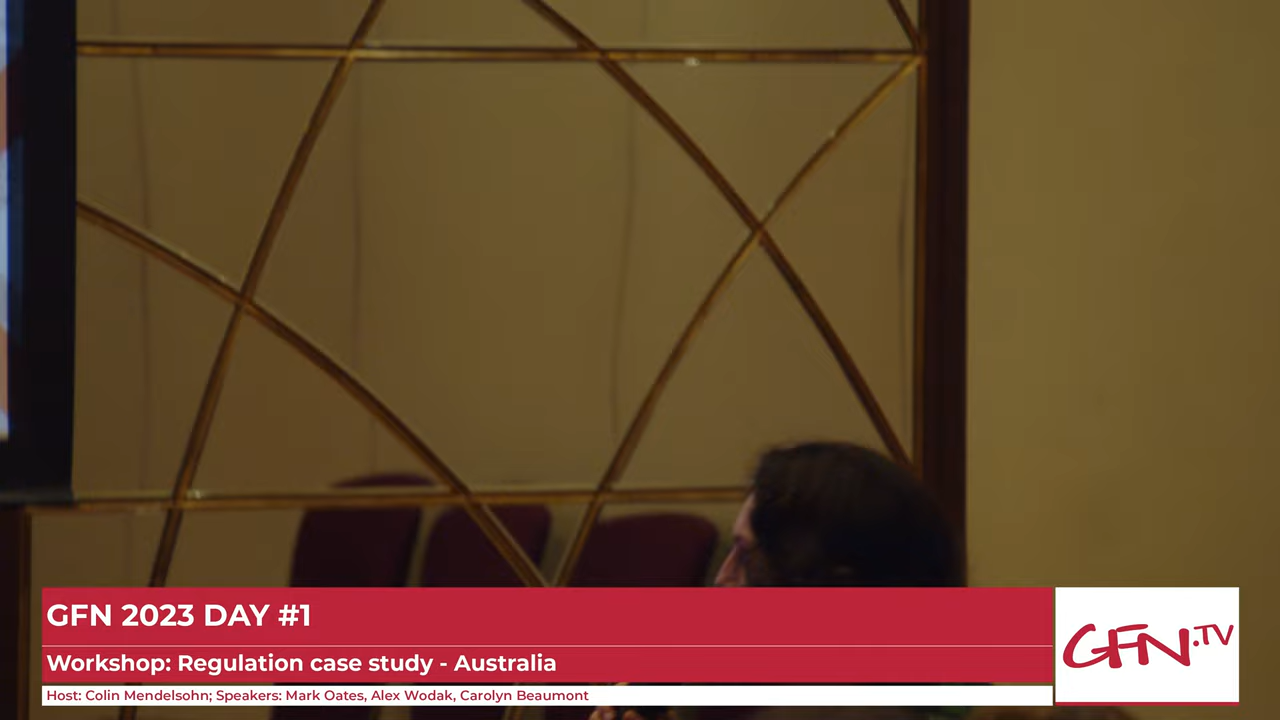 GFN 2023 DAY #1
Workshop: Regulation case study - Australia
Host: Colin Mendelsohn; Speakers: Mark Oates, Alex Wodak, Carolyn Beaumont
GFN.TV